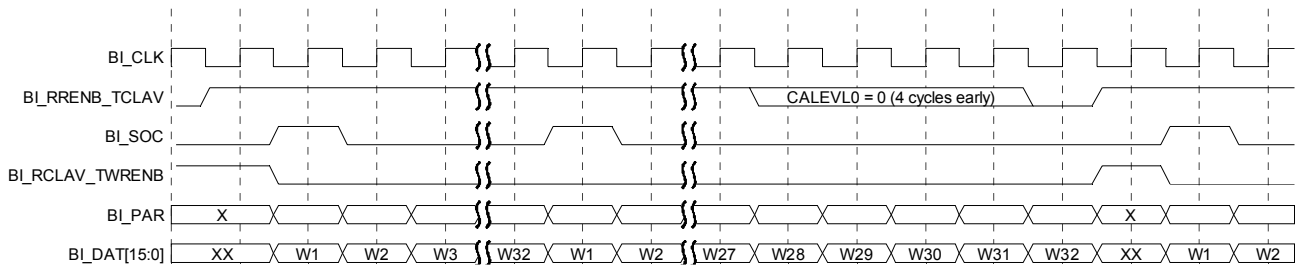 BI_CLK
BI_RRENB_TCLAV CALEVL0 = 0 (4 cycles early)
BI_SOC
BI_RCLAV_TWRENB
BI_PAR X X
BI_DAT[15:0] XX W1 W2 W3 W32 W1 W2 W27 W28 W29 W30 W31 W32 XX W1 W2